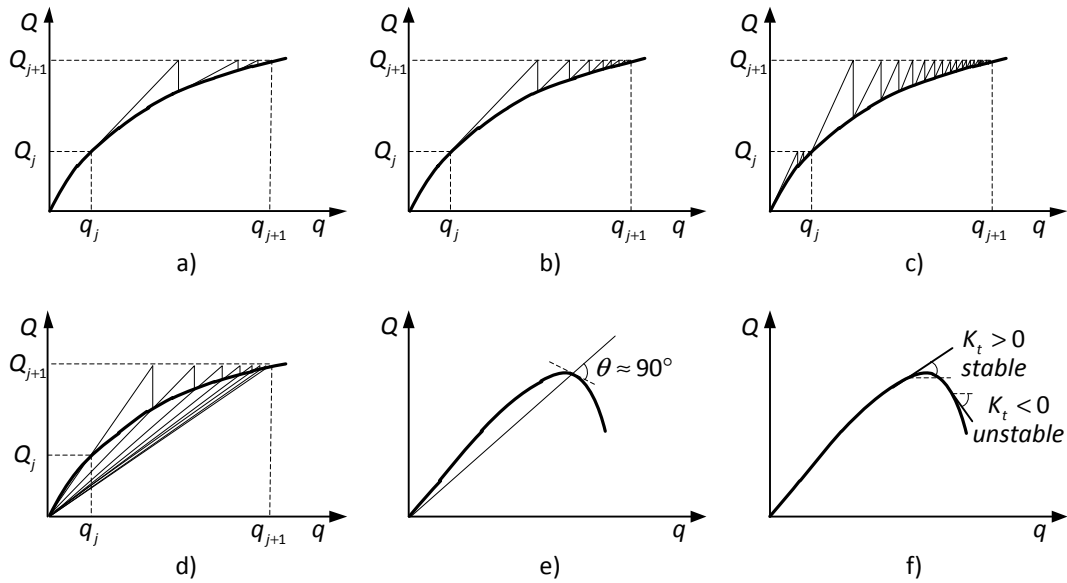 Q
Q_{j+1}
Q_j
q_j
q_{j+1}
q
a)
Q
Q_{j+1}
Q_j
q_j
q_{j+1}
q
b)
Q
Q_{j+1}
Q_j
q_j
q_{j+1}
q
c)
Q
Q_{j+1}
Q_j
q_j
q_{j+1}
q
d)
Q
θ ≈ 90°
q
e)
Q
K_t > 0
stable
K_t < 0
unstable
q
f)